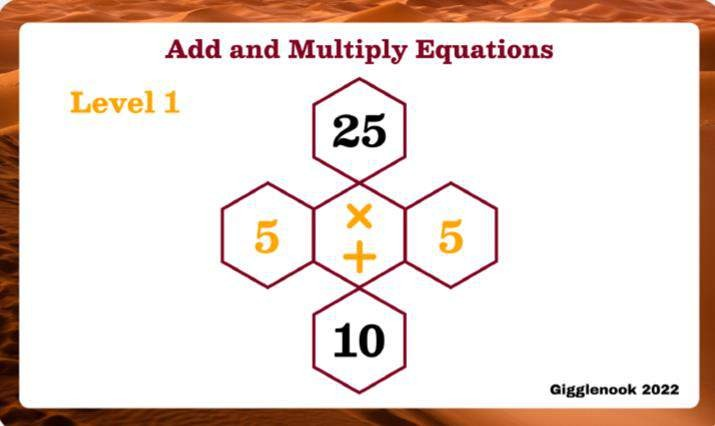 Add and Multiply Equations
Level 1
25
5 × 5
+
10
Gigglenook 2022